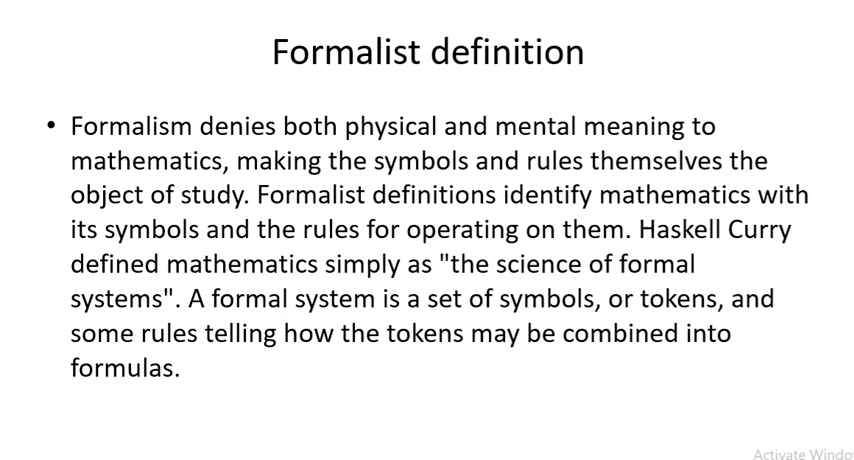 Formalist definition
• Formalism denies both physical and mental meaning to
mathematics, making the symbols and rules themselves the
object of study. Formalist definitions identify mathematics with
its symbols and the rules for operating on them. Haskell Curry
defined mathematics simply as "the science of formal
systems". A formal system is a set of symbols, or tokens, and
some rules telling how the tokens may be combined into
formulas.
Activate Windo